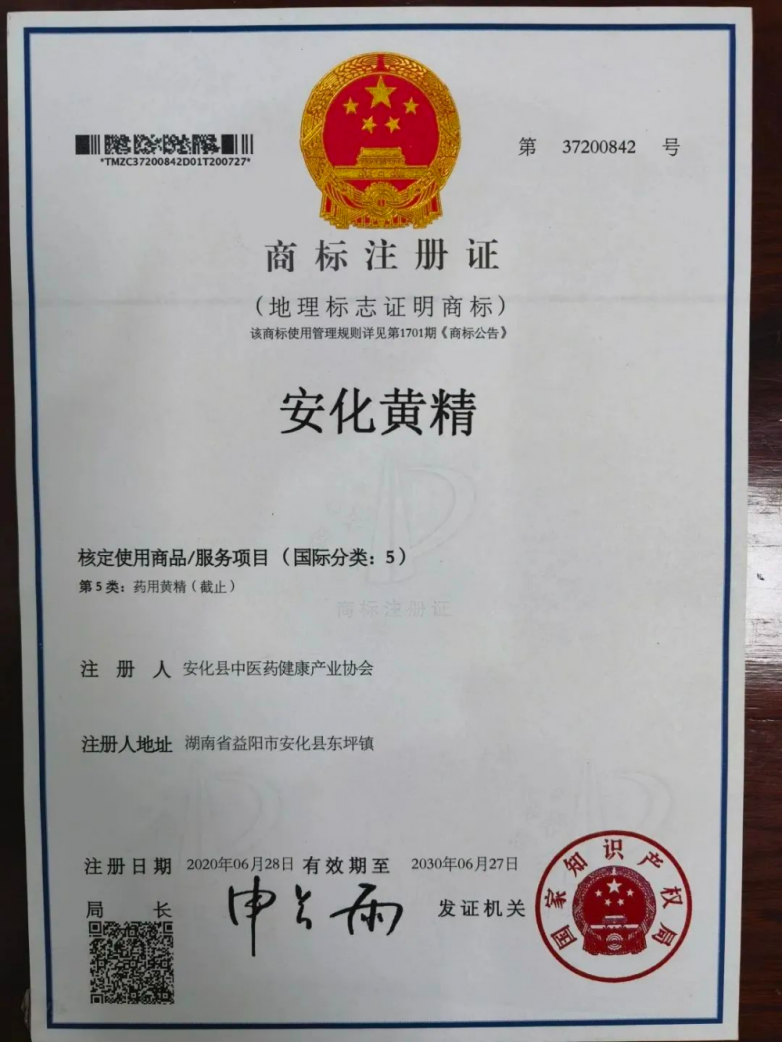 *TMZC37200842D01T200727*
第 37200842 号
商标注册证
(地理标志证明商标)
该商标使用管理规则详见第1701期《商标公告》
安化黄精
核定使用商品/服务项目(国际分类:5)
第5类:药用黄精(截止)
商标注册证
注册人 安化县中医药健康产业协会
注册人地址 湖南省益阳市安化县东坪镇
注册日期 2020年06月28日 有效期至 2030年06月27日
局长 申长雨 发证机关
国家知识产权局